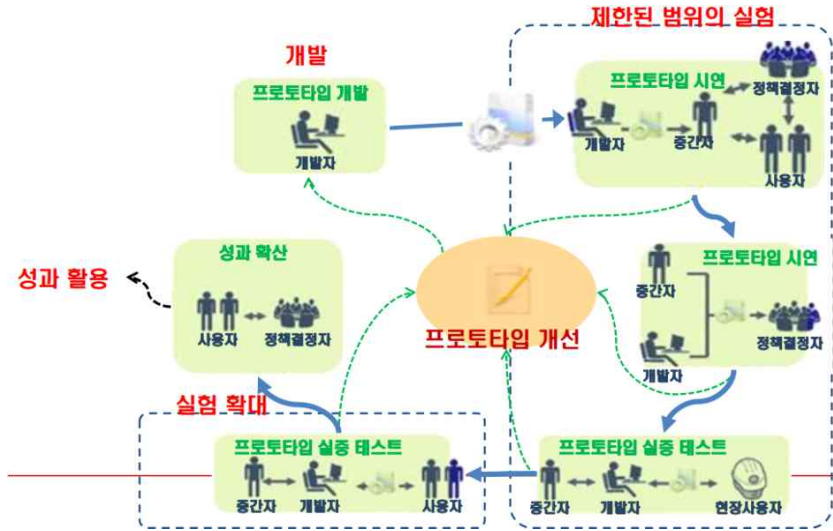 제한된 범위의 실험
개발
프로토타입 개발
개발자
프로토타입 시연
정책결정자
개발자
중간자
사용자
성과 확산
사용자
정책결정자
성과 활용
프로토타입 개선
프로토타입 시연
중간자
개발자
정책결정자
실험 확대
프로토타입 실증 테스트
중간자
개발자
사용자
프로토타입 실증 테스트
중간자
개발자
현장사용자